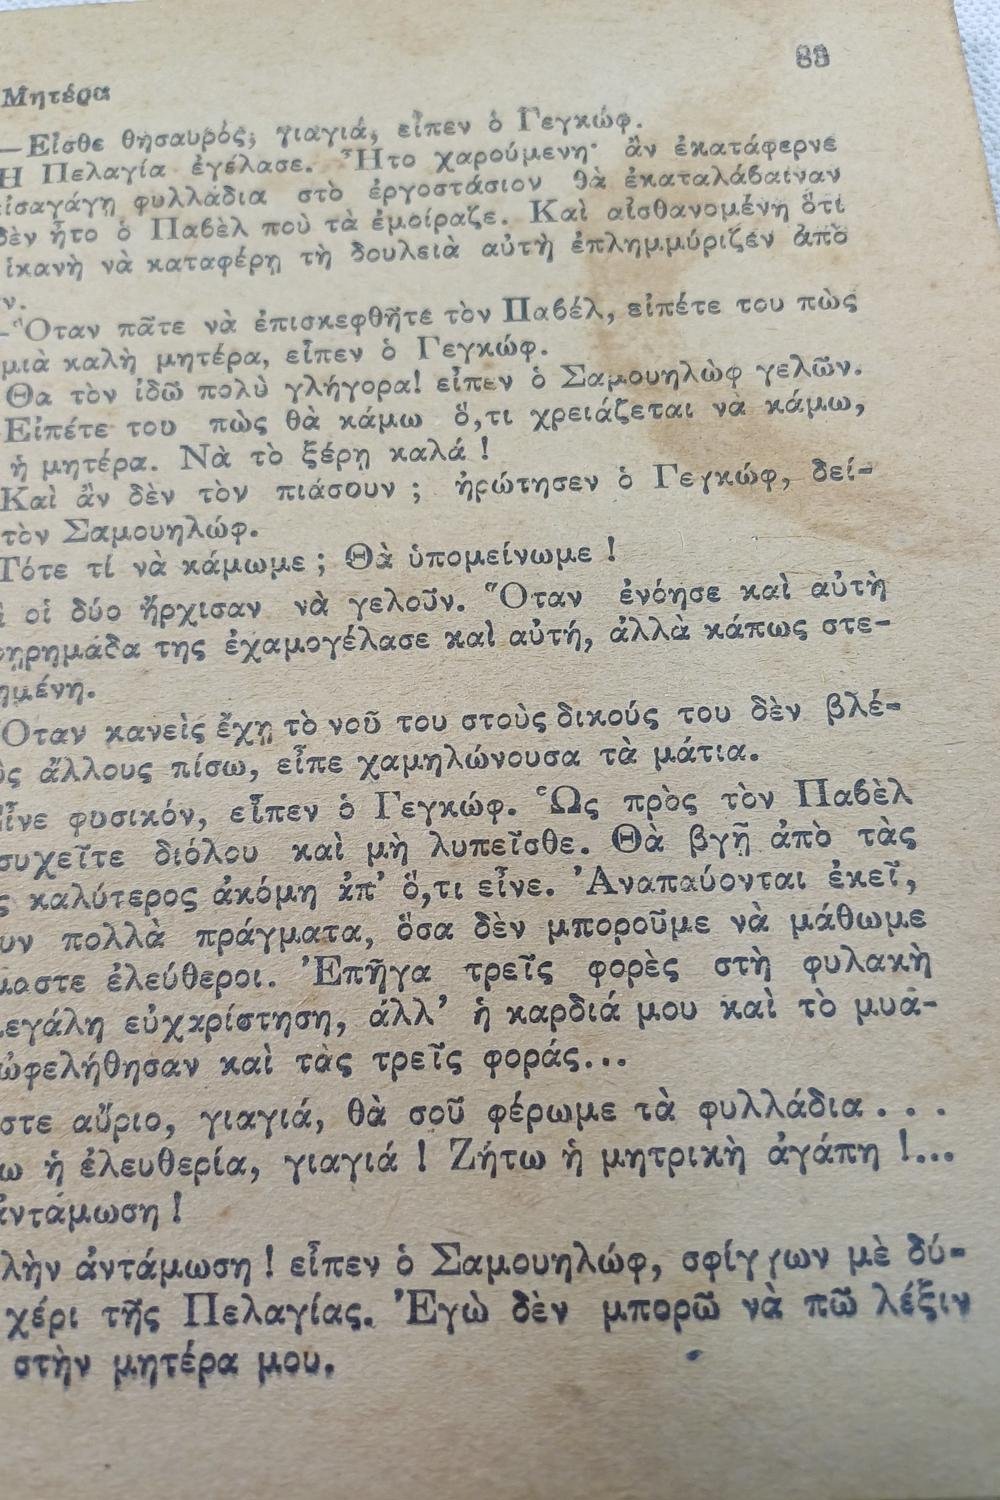 83
Μητέρα
—Εἶσθε θησαυρός, γιαγιά, εἶπεν ὁ Γεγκώφ.
Ἡ Πελαγία ἐγέλασε. Ἦτο χαρούμενη· ἂν ἐκατάφερνε
εἰσαγάγῃ φυλλάδια στὸ ἐργοστάσιον θὰ ἐκαταλάβαιναν
δὲν ἦτο ὁ Παβὲλ ποὺ τὰ ἐμοίραζε. Καὶ αἰσθανομένη ὅτι
ἱκανὴ νὰ καταφέρῃ τὴ δουλειὰ αὐτὴ ἐπλημμύριζεν ἀπὸ
ν.
—Ὅταν πᾶτε νὰ ἐπισκεφθῆτε τὸν Παβέλ, εἰπέτε του πὼς
μιὰ καλὴ μητέρα, εἶπεν ὁ Γεγκώφ.
Θα τὸν ἰδῶ πολὺ γλήγορα! εἶπεν ὁ Σαμουηλὼφ γελῶν.
Εἰπέτε του πὼς θὰ κάμω ὅ,τι χρειάζεται νὰ κάμω,
ἡ μητέρα. Νὰ τὸ ξέρῃ καλά !
Καὶ ἂν δὲν τὸν πιάσουν ; ἠρώτησεν ὁ Γεγκώφ, δεί-
τὸν Σαμουηλώφ.
Τότε τί νὰ κάμωμε ; Θὰ ὑπομείνωμε !
οἱ δύο ἤρχισαν νὰ γελοῦν. Ὅταν ἐνόησε καὶ αὐτὴ
φηρημάδα της ἐχαμογέλασε καὶ αὐτή, ἀλλὰ κάπως στε-
ημένη.
Ὅταν κανεὶς ἔχῃ τὸ νοῦ του στοὺς δικούς του δὲν βλέ-
ὺς ἄλλους πίσω, εἶπε χαμηλώνουσα τὰ μάτια.
Εἶνε φυσικόν, εἶπεν ὁ Γεγκώφ. Ὡς πρὸς τὸν Παβὲλ
συχεῖτε διόλου καὶ μὴ λυπεῖσθε. Θὰ βγῇ ἀπὸ τὰς
ς καλύτερος ἀκόμη ἀπ' ὅ,τι εἶνε. Ἀναπαύονται ἐκεῖ,
υν πολλὰ πράγματα, ὅσα δὲν μποροῦμε νὰ μάθωμε
μαστε ἐλεύθεροι. Ἐπῆγα τρεῖς φορὲς στὴ φυλακὴ
μεγάλη εὐχαρίστηση, ἀλλ' ἡ καρδιά μου καὶ τὸ μυα-
ὠφελήθησαν καὶ τὰς τρεῖς φοράς...
στε αὔριο, γιαγιά, θὰ σοῦ φέρωμε τὰ φυλλάδια . . .
ω ἡ ἐλευθερία, γιαγιά ! Ζήτω ἡ μητρικὴ ἀγάπη !...
ἀντάμωση !
λὴν ἀντάμωση ! εἶπεν ὁ Σαμουηλώφ, σφίγγων μὲ δύ-
χέρι τῆς Πελαγίας. Ἐγὼ δὲν μπορῶ νὰ πῶ λέξιν
στὴν μητέρα μου.